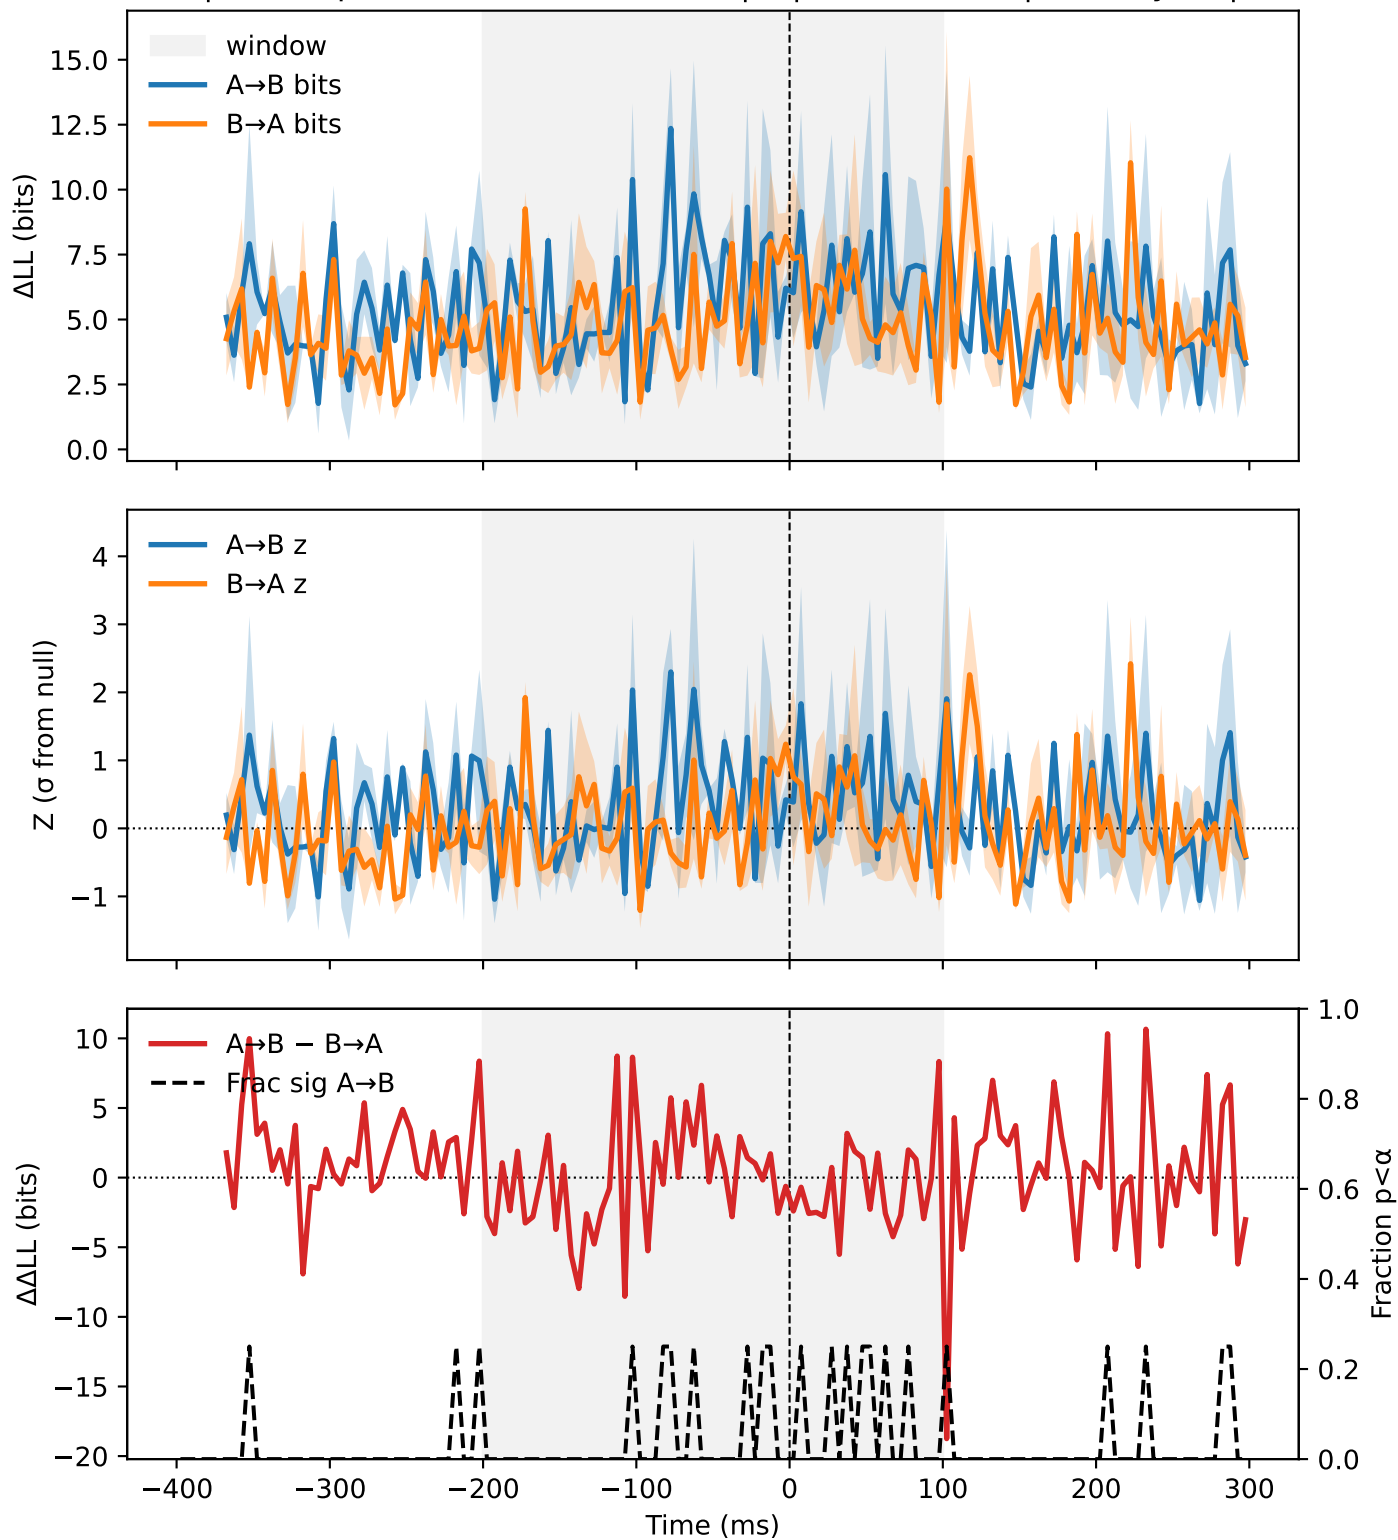 window
A→B bits
B→A bits
ΔLL (bits)
15.0
12.5
10.0
7.5
5.0
2.5
0.0
A→B z
B→A z
Z (σ from null)
4
3
2
1
0
−1
A→B − B→A
Frac sig A→B
ΔΔLL (bits)
10
5
0
−5
−10
−15
−20
1.0
0.8
0.6
0.4
0.2
0.0
Fraction p<α
−400 −300 −200 −100 0 100 200 300
Time (ms)